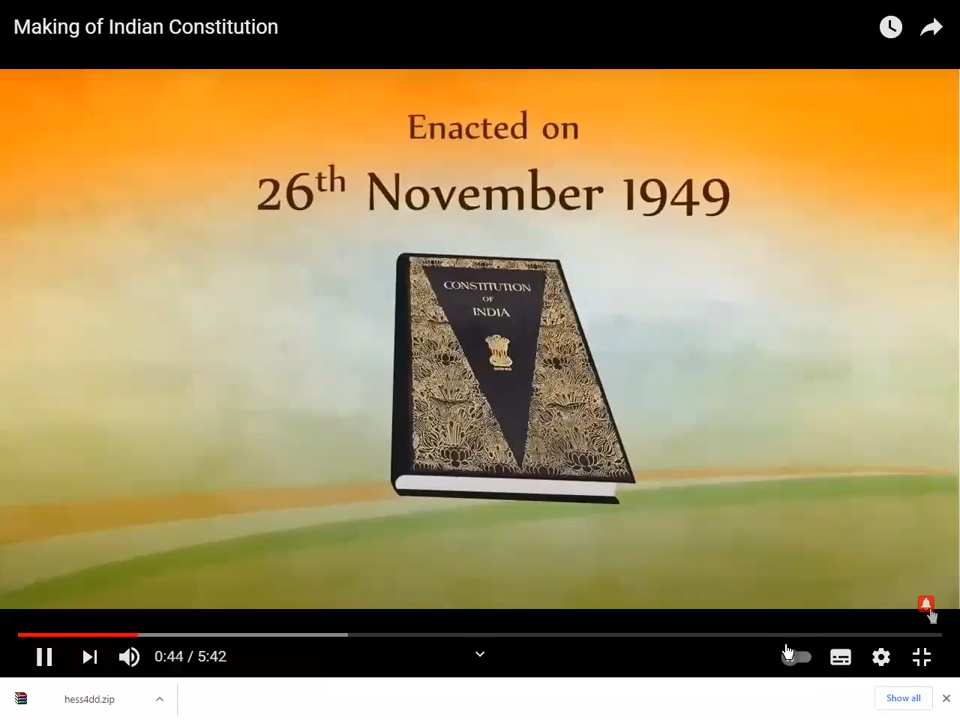 Making of Indian Constitution
Enacted on
26th November 1949
CONSTITUTION
OF
INDIA
0:44 / 5:42
hess4dd.zip
Show all